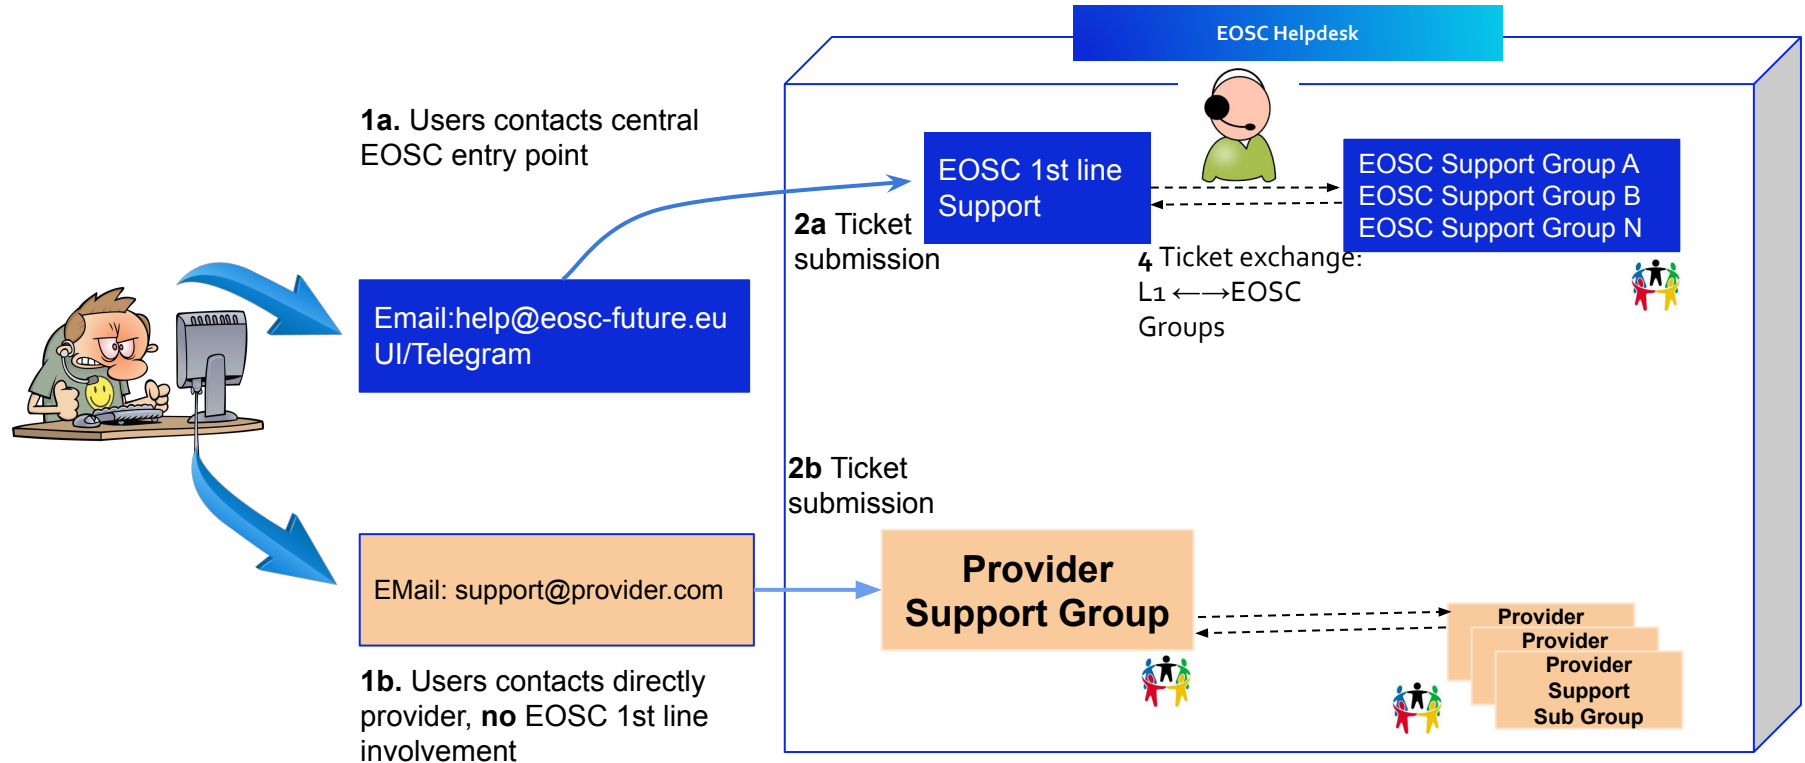 EOSC Helpdesk
1a. Users contacts central
EOSC entry point
EOSC 1st line
Support
EOSC Support Group A
EOSC Support Group B
EOSC Support Group N
2a Ticket
submission
4 Ticket exchange:
L1 ←→EOSC
Groups
Email:help@eosc-future.eu
UI/Telegram
2b Ticket
submission
EMail: support@provider.com
Provider
Support Group
Provider
Provider
Provider
Support
Sub Group
1b. Users contacts directly
provider, no EOSC 1st line
involvement